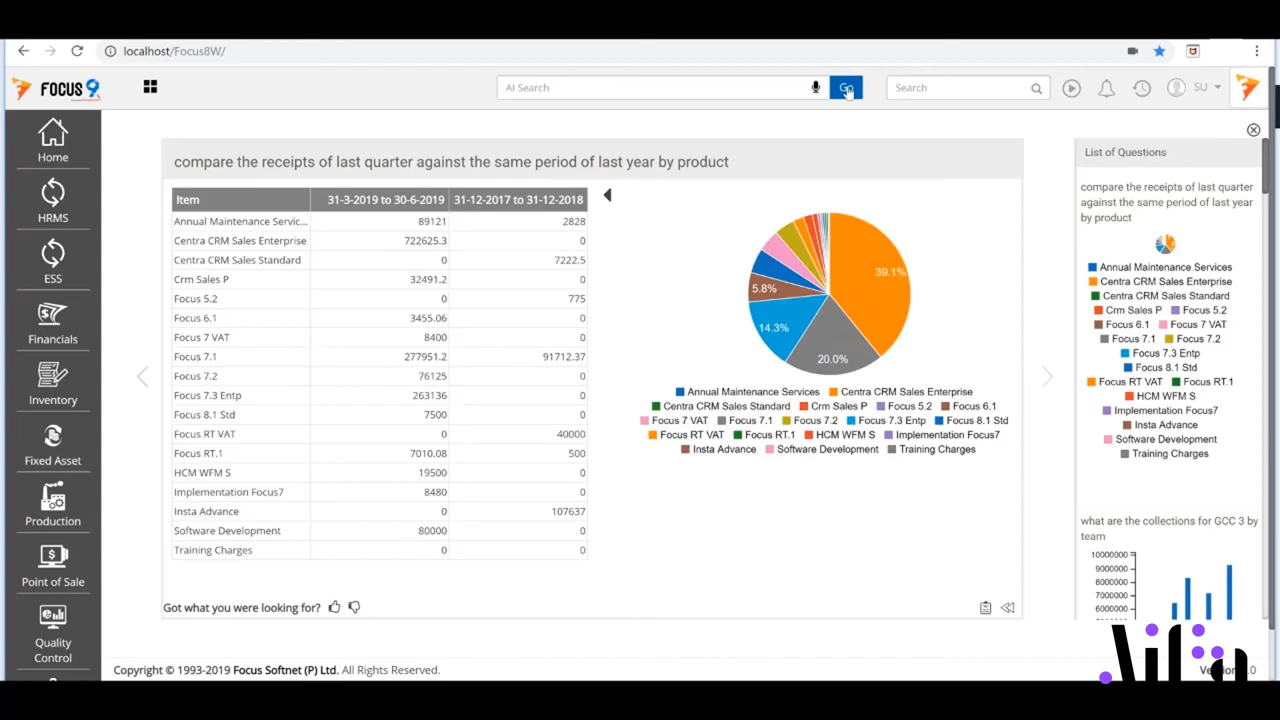 localhost/Focus8W/
FOCUS 9
AI Search
Go
Search
SU
Home
HRMS
ESS
Financials
Inventory
Fixed Asset
Production
Point of Sale
Quality
Control
compare the receipts of last quarter against the same period of last year by product
Item 31-3-2019 to 30-6-2019 31-12-2017 to 31-12-2018
Annual Maintenance Servic... 89121 2828
Centra CRM Sales Enterprise 722625.3 0
Centra CRM Sales Standard 0 7222.5
Crm Sales P 32491.2 0
Focus 5.2 0 775
Focus 6.1 3455.06 0
Focus 7 VAT 8400 0
Focus 7.1 277951.2 91712.37
Focus 7.2 76125 0
Focus 7.3 Entp 263136 0
Focus 8.1 Std 7500 0
Focus RT VAT 0 40000
Focus RT.1 7010.08 500
HCM WFM S 19500 0
Implementation Focus7 8480 0
Insta Advance 0 107637
Software Development 80000 0
Training Charges 0 0
39.1%
5.8%
14.3%
20.0%
Annual Maintenance Services Centra CRM Sales Enterprise
Centra CRM Sales Standard Crm Sales P Focus 5.2 Focus 6.1
Focus 7 VAT Focus 7.1 Focus 7.2 Focus 7.3 Entp Focus 8.1 Std
Focus RT VAT Focus RT.1 HCM WFM S Implementation Focus7
Insta Advance Software Development Training Charges
Got what you were looking for?
List of Questions
compare the receipts of last quarter
against the same period of last year
by product
Annual Maintenance Services
Centra CRM Sales Enterprise
Centra CRM Sales Standard
Crm Sales P Focus 5.2
Focus 6.1 Focus 7 VAT
Focus 7.1 Focus 7.2
Focus 7.3 Entp
Focus 8.1 Std
Focus RT VAT Focus RT.1
HCM WFM S
Implementation Focus7
Insta Advance
Software Development
Training Charges
what are the collections for GCC 3 by
team
10000000
9000000
8000000
7000000
6000000
Copyright © 1993-2019 Focus Softnet (P) Ltd. All Rights Reserved.